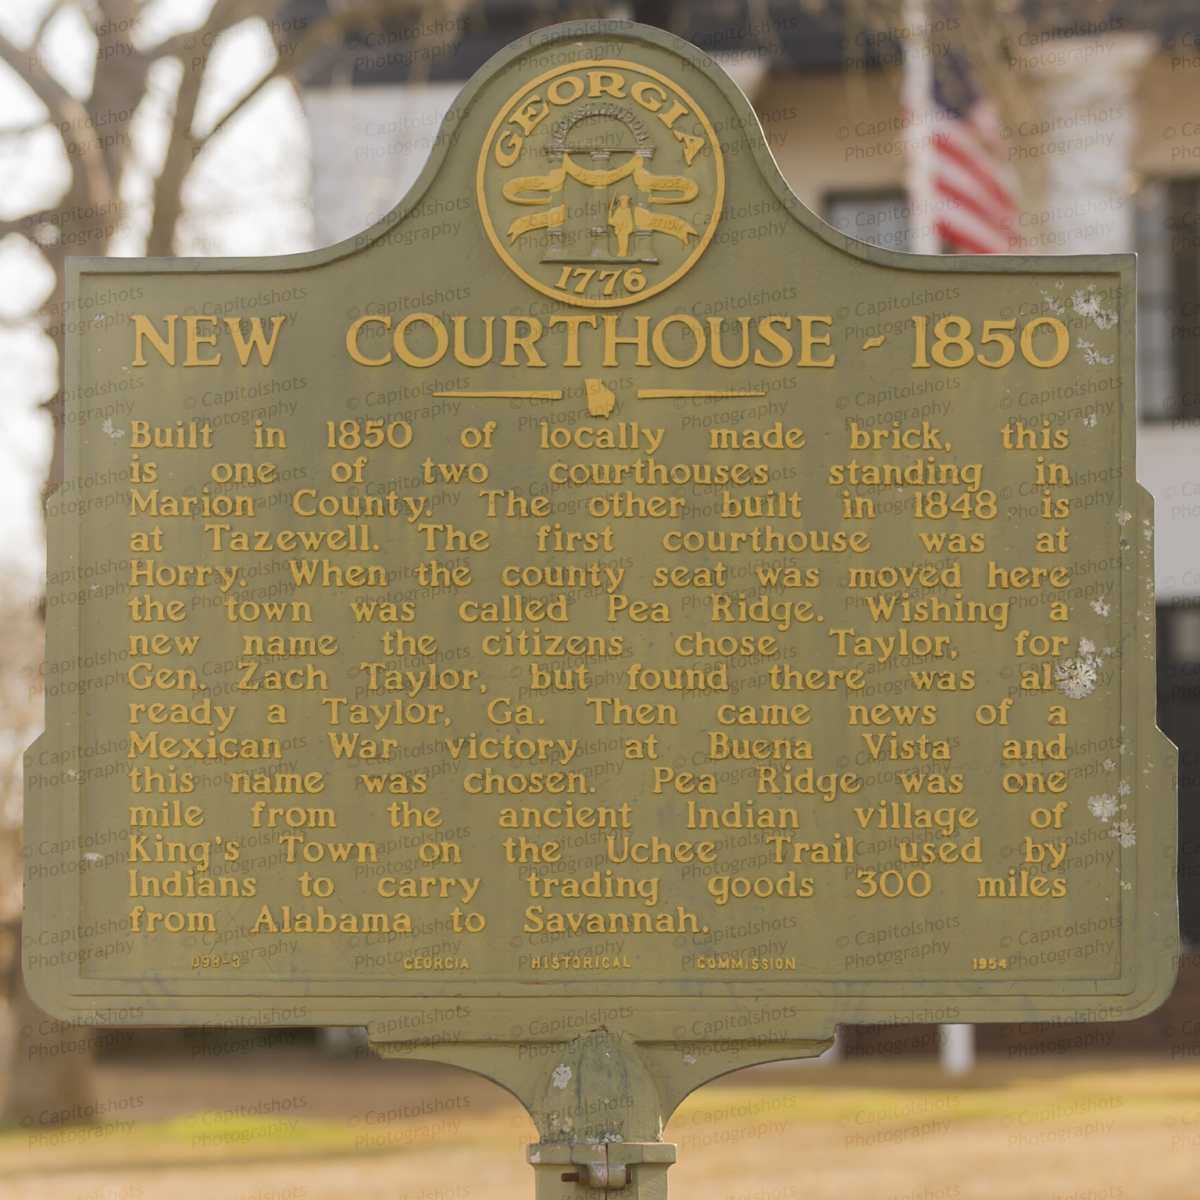 GEORGIA
CONSTITUTION
1776
NEW COURTHOUSE - 1850
Built in 1850 of locally made brick, this
is one of two courthouses standing in
Marion County. The other built in 1848 is
at Tazewell. The first courthouse was at
Horry. When the county seat was moved here
the town was called Pea Ridge. Wishing a
new name the citizens chose Taylor, for
Gen. Zach Taylor, but found there was al-
ready a Taylor, Ga. Then came news of a
Mexican War victory at Buena Vista and
this name was chosen. Pea Ridge was one
mile from the ancient Indian village of
King's Town on the Uchee Trail used by
Indians to carry trading goods 300 miles
from Alabama to Savannah.
098-3 GEORGIA HISTORICAL COMMISSION 1954
© Capitolshots
Photography